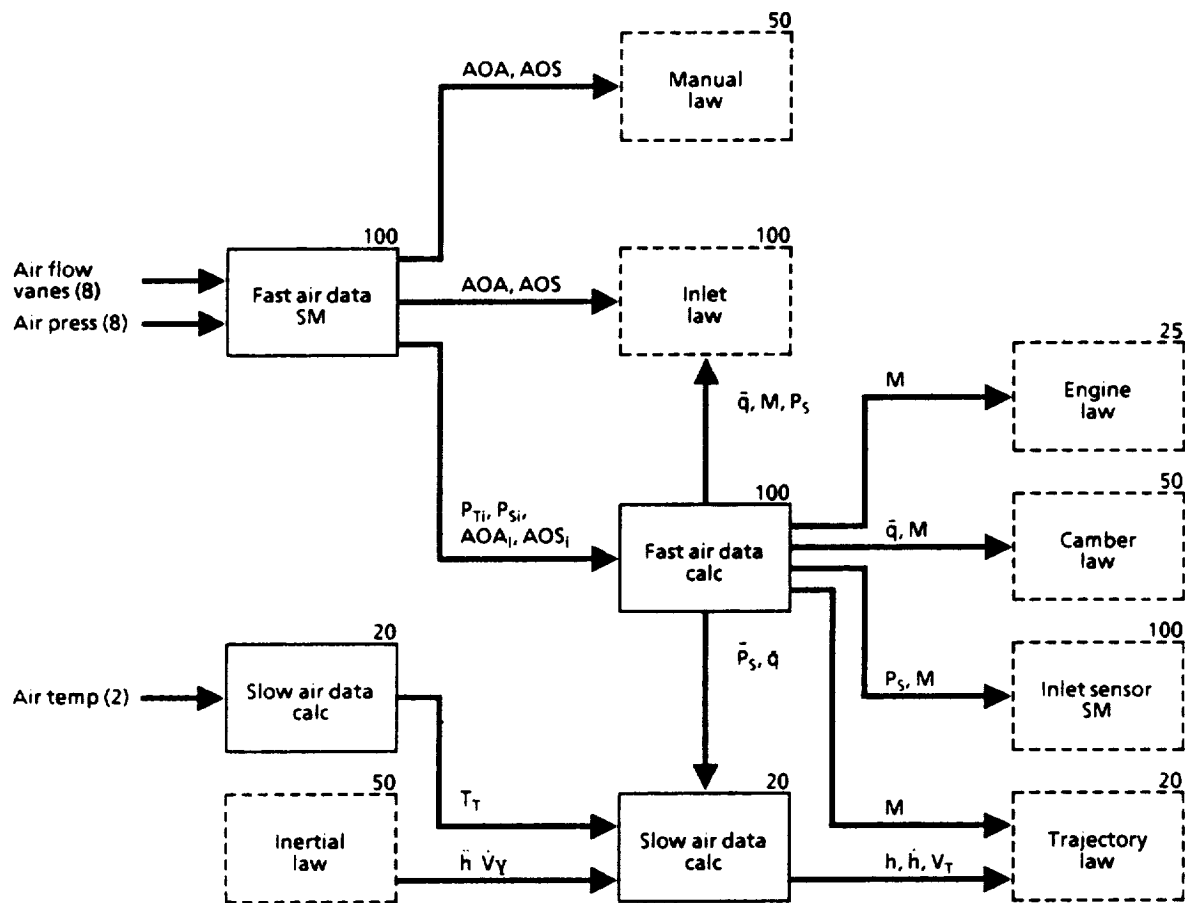 50
AOA, AOS
Manual
law
100
100
Air flow
vanes (8)
Fast air data
SM
AOA, AOS
Inlet
law
Air press (8)
25
M
Engine
law
q̄, M, P_S
100
50
P_Ti, P_Si,
AOA_i, AOS_i
Fast air data
calc
q̄, M
Camber
law
20
100
P̄_S, q̄
Air temp (2)
Slow air data
calc
P_S, M
Inlet sensor
SM
50
20
20
T_T
M
Inertial
law
Slow air data
calc
Trajectory
law
ḧ V̇γ
h, ḣ, V_T